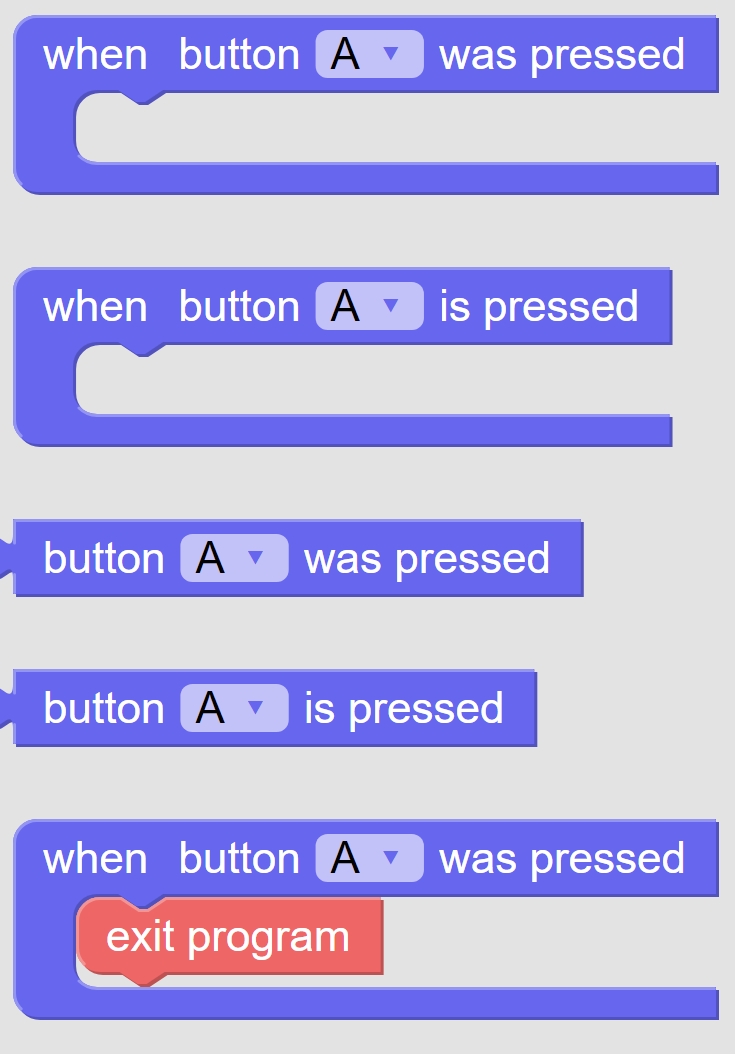 when button A was pressed
when button A is pressed
button A was pressed
button A is pressed
when button A was pressed
exit program